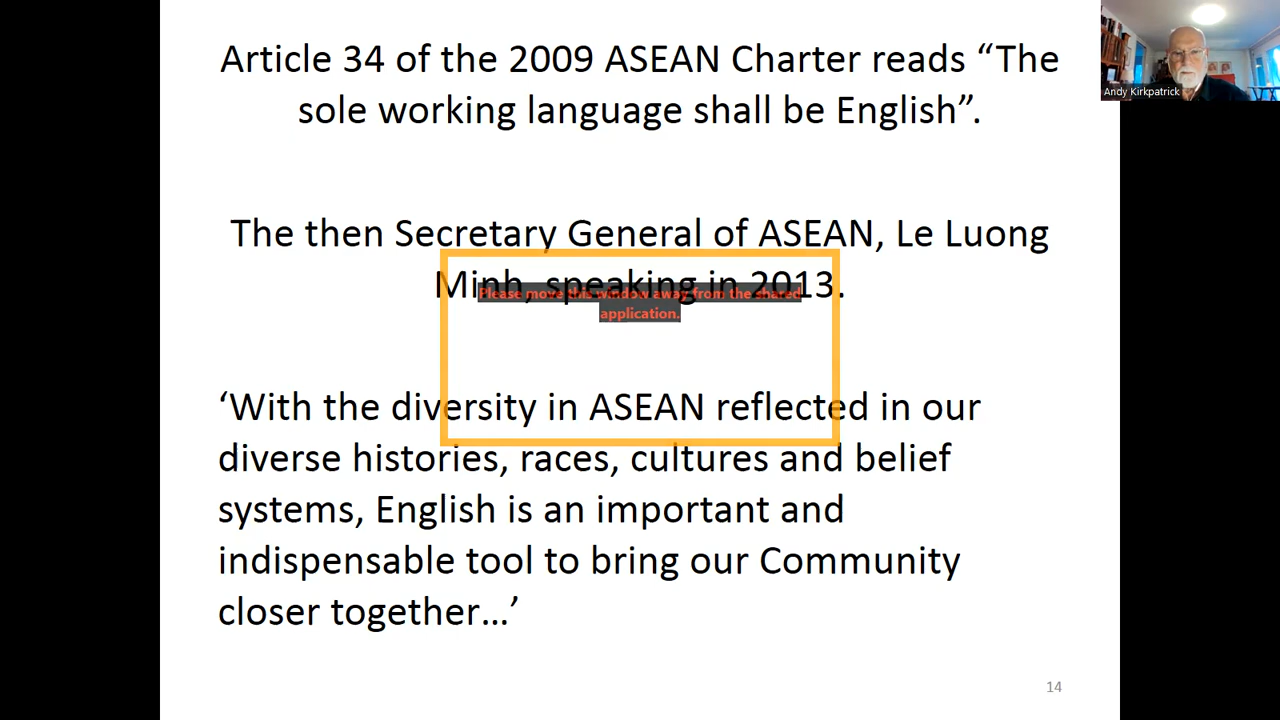 Article 34 of the 2009 ASEAN Charter reads “The
sole working language shall be English”.
Andy Kirkpatrick
The then Secretary General of ASEAN, Le Luong
Minh, speaking in 2013.
Please move this window away from the shared
application.
‘With the diversity in ASEAN reflected in our
diverse histories, races, cultures and belief
systems, English is an important and
indispensable tool to bring our Community
closer together…’
14